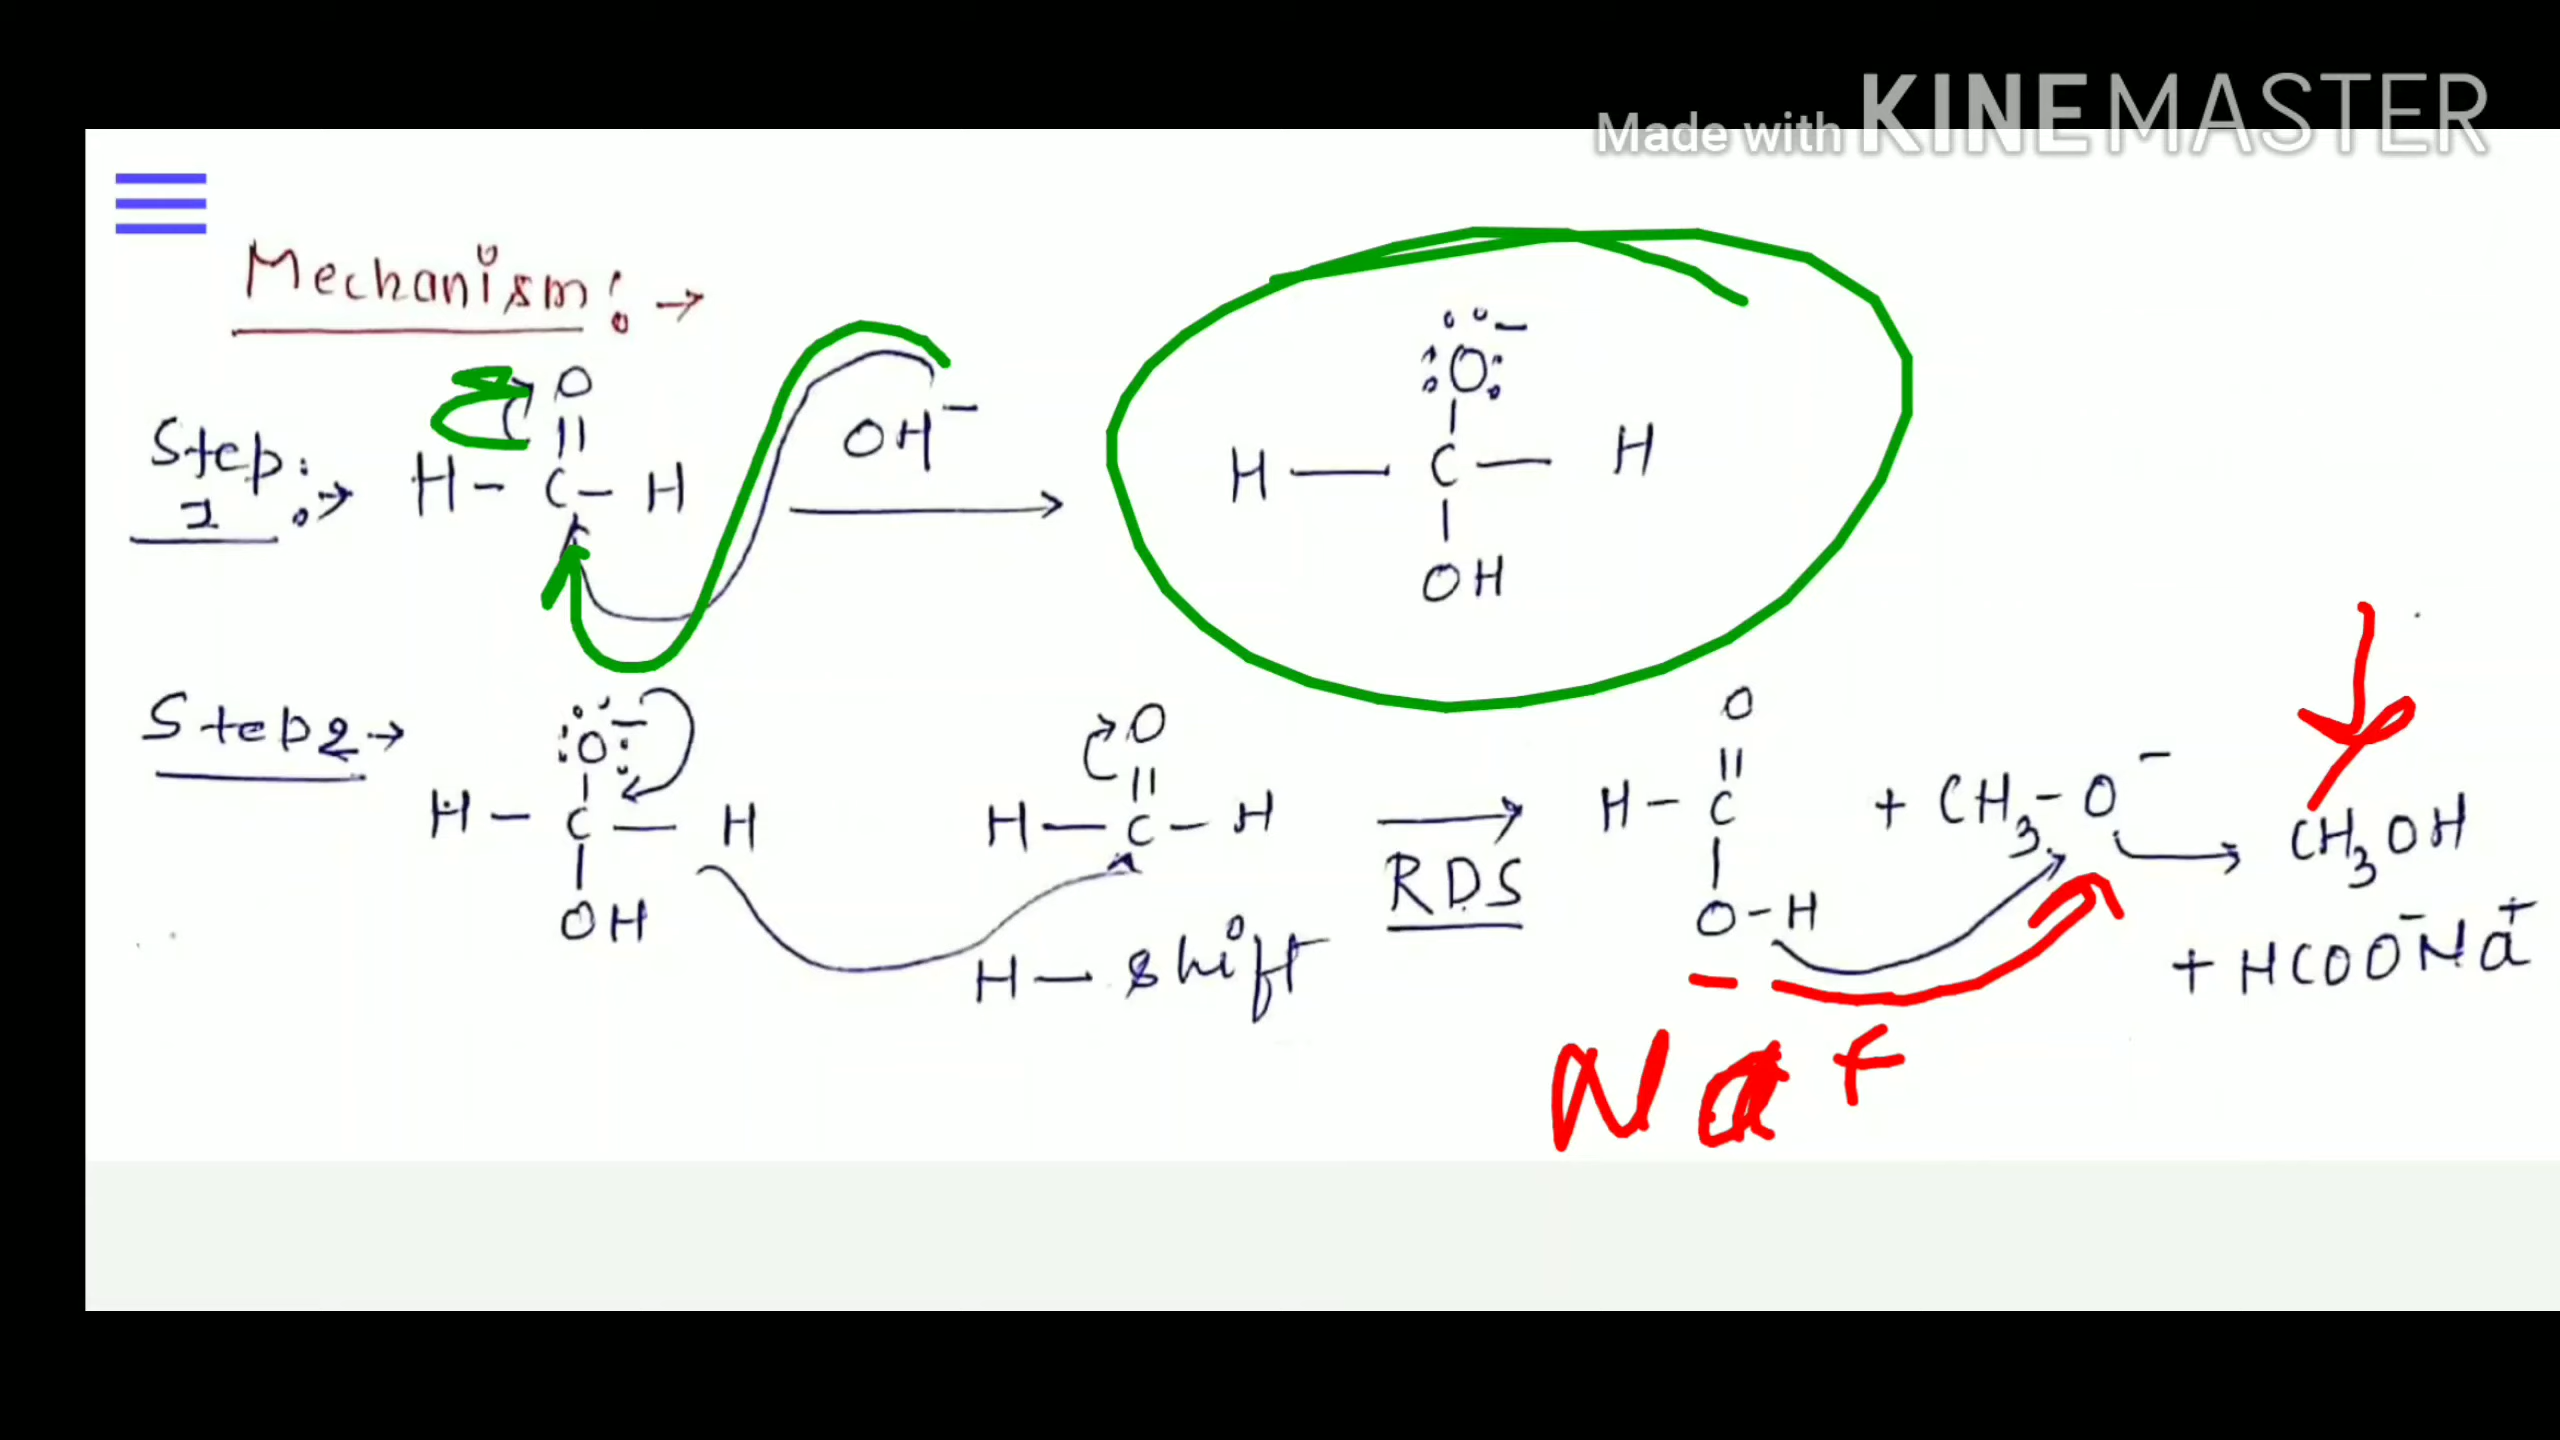 Made with KINEMASTER
Mechanism: →
Step: 1 :→
O
||
H - C - H
OH⁻
→
:O:⁻
|
H — C — H
|
OH
Step 2 →
:O:⁻
|
H - C — H
|
OH
O
||
H — C - H
H - shift
→
RDS
O
||
H - C
|
O - H
+ CH₃ - O⁻ → CH₃OH
+ HCOO⁻Na⁺
Na⁺